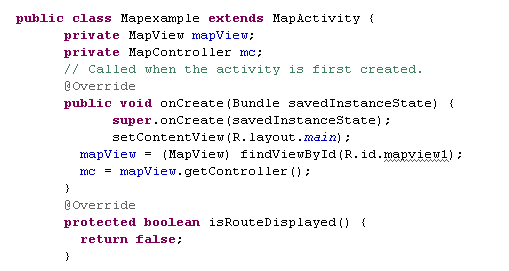 public class Mapexample extends MapActivity {
private MapView mapView;
private MapController mc;
// Called when the activity is first created.
@Override
public void onCreate(Bundle savedInstanceState) {
super.onCreate(savedInstanceState);
setContentView(R.layout.main);
mapView = (MapView) findViewById(R.id.mapview1);
mc = mapView.getController();
}
@Override
protected boolean isRouteDisplayed() {
return false;
}